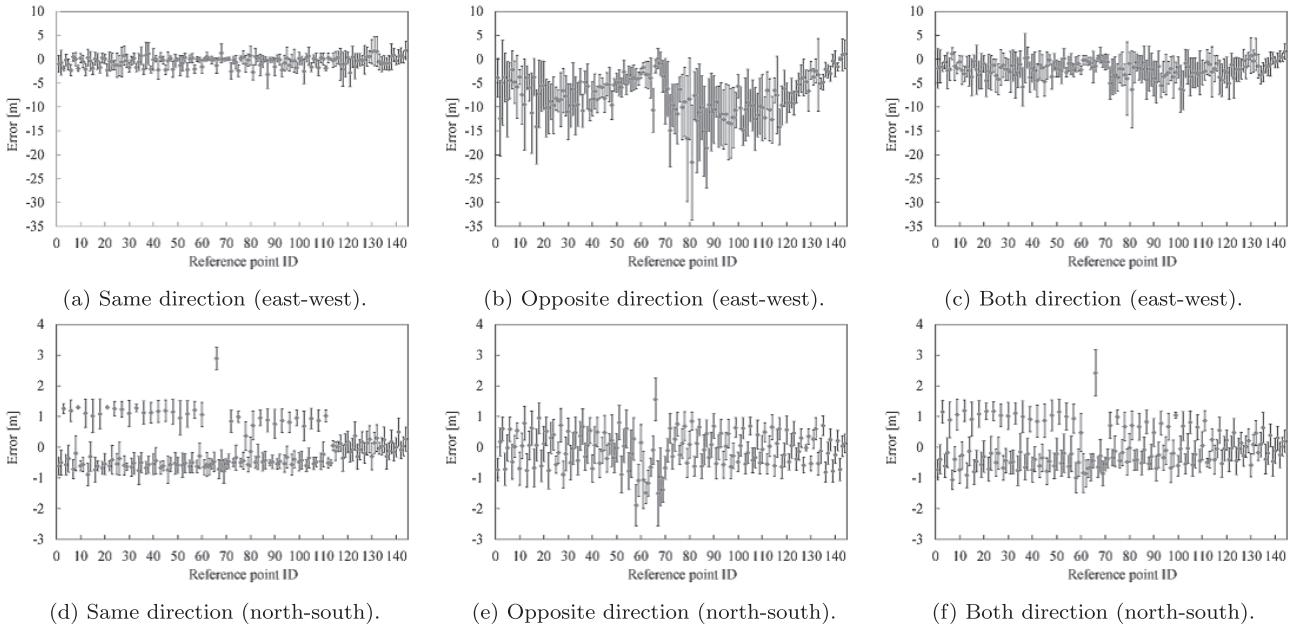 10
5
0
-5
-10
-15
-20
-25
-30
-35
Error [m]
0 10 20 30 40 50 60 70 80 90 100 110 120 130 140
Reference point ID
(a) Same direction (east-west).
10
5
0
-5
-10
-15
-20
-25
-30
-35
Error [m]
0 10 20 30 40 50 60 70 80 90 100 110 120 130 140
Reference point ID
(b) Opposite direction (east-west).
10
5
0
-5
-10
-15
-20
-25
-30
-35
Error [m]
0 10 20 30 40 50 60 70 80 90 100 110 120 130 140
Reference point ID
(c) Both direction (east-west).
4
3
2
1
0
-1
-2
-3
Error [m]
0 10 20 30 40 50 60 70 80 90 100 110 120 130 140
Reference point ID
(d) Same direction (north-south).
4
3
2
1
0
-1
-2
-3
Error [m]
0 10 20 30 40 50 60 70 80 90 100 110 120 130 140
Reference point ID
(e) Opposite direction (north-south).
4
3
2
1
0
-1
-2
-3
Error [m]
0 10 20 30 40 50 60 70 80 90 100 110 120 130 140
Reference point ID
(f) Both direction (north-south).